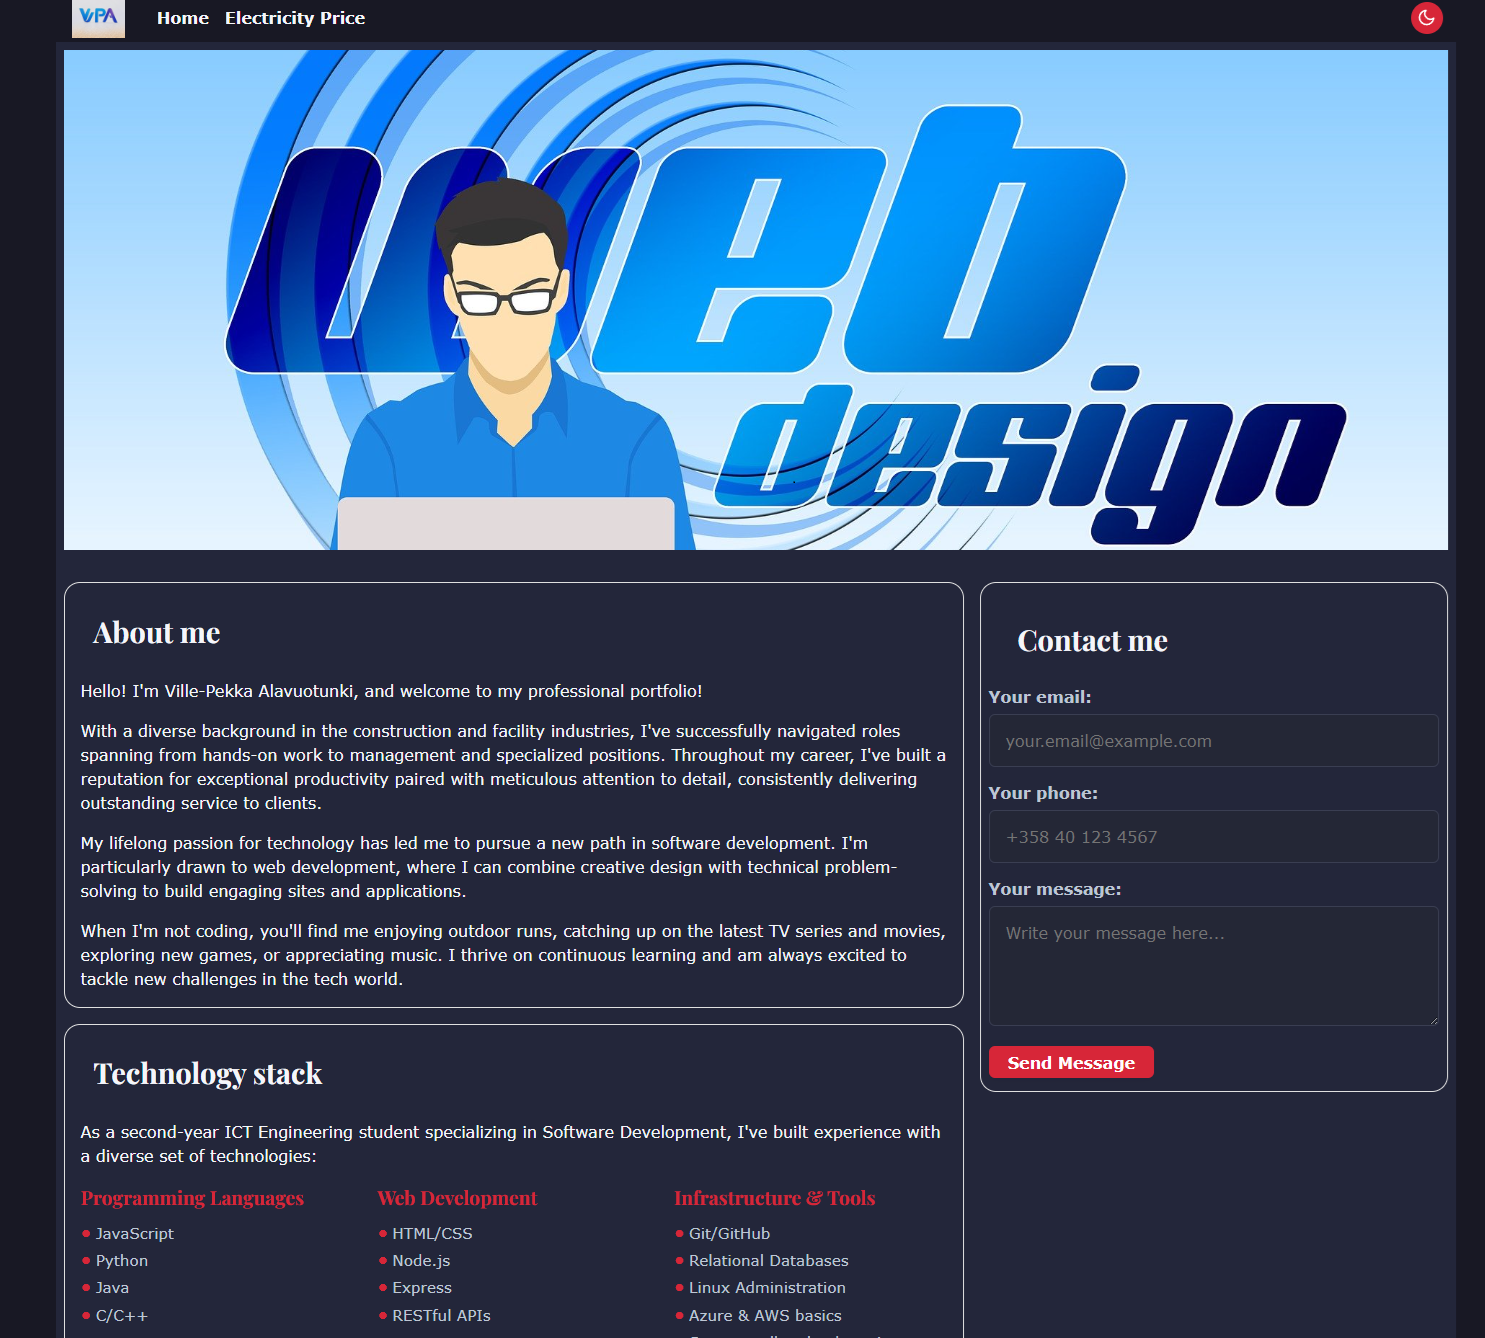 VPA
Home Electricity Price
web
design
About me
Hello! I'm Ville-Pekka Alavuotunki, and welcome to my professional portfolio!
With a diverse background in the construction and facility industries, I've successfully navigated roles
spanning from hands-on work to management and specialized positions. Throughout my career, I've built a
reputation for exceptional productivity paired with meticulous attention to detail, consistently delivering
outstanding service to clients.
My lifelong passion for technology has led me to pursue a new path in software development. I'm
particularly drawn to web development, where I can combine creative design with technical problem-
solving to build engaging sites and applications.
When I'm not coding, you'll find me enjoying outdoor runs, catching up on the latest TV series and movies,
exploring new games, or appreciating music. I thrive on continuous learning and am always excited to
tackle new challenges in the tech world.
Contact me
Your email:
your.email@example.com
Your phone:
+358 40 123 4567
Your message:
Write your message here...
Send Message
Technology stack
As a second-year ICT Engineering student specializing in Software Development, I've built experience with
a diverse set of technologies:
Programming Languages
JavaScript
Python
Java
C/C++
Web Development
HTML/CSS
Node.js
Express
RESTful APIs
Infrastructure & Tools
Git/GitHub
Relational Databases
Linux Administration
Azure & AWS basics